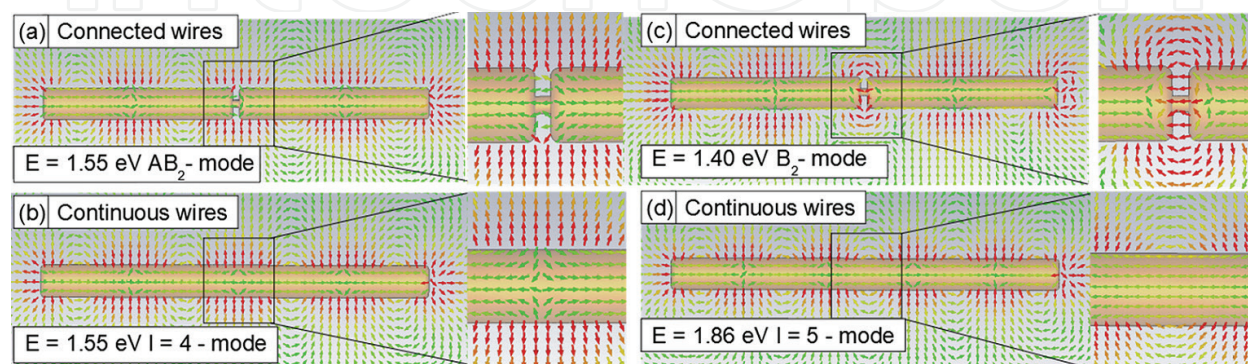 (a) Connected wires
E = 1.55 eV AB₂ - mode
(b) Continuous wires
E = 1.55 eV l = 4 - mode
(c) Connected wires
E = 1.40 eV B₂- mode
(d) Continuous wires
E = 1.86 eV l = 5 - mode